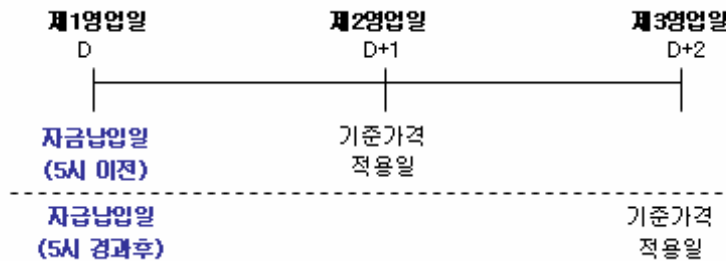 제1영업일 제2영업일 제3영업일
D D+1 D+2
자금납입일 기준가격
(5시 이전) 적용일
자금납입일 기준가격
(5시 경과후) 적용일